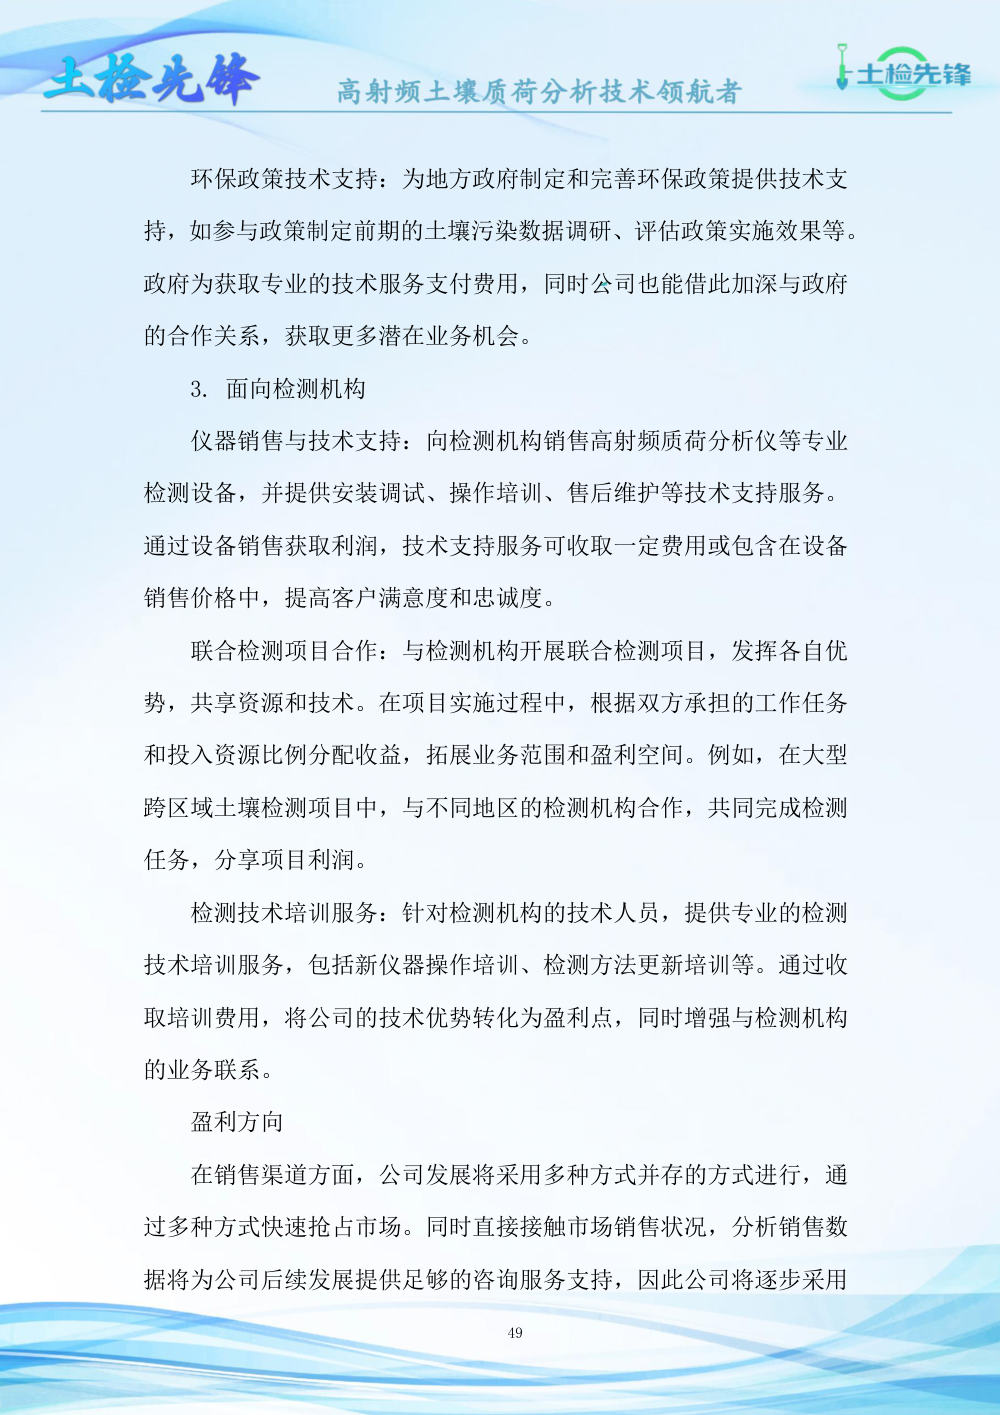 土检先锋
高射频土壤质荷分析技术领航者
土检先锋
环保政策技术支持：为地方政府制定和完善环保政策提供技术支
持，如参与政策制定前期的土壤污染数据调研、评估政策实施效果等。
政府为获取专业的技术服务支付费用，同时公司也能借此加深与政府
的合作关系，获取更多潜在业务机会。
3. 面向检测机构
仪器销售与技术支持：向检测机构销售高射频质荷分析仪等专业
检测设备，并提供安装调试、操作培训、售后维护等技术支持服务。
通过设备销售获取利润，技术支持服务可收取一定费用或包含在设备
销售价格中，提高客户满意度和忠诚度。
联合检测项目合作：与检测机构开展联合检测项目，发挥各自优
势，共享资源和技术。在项目实施过程中，根据双方承担的工作任务
和投入资源比例分配收益，拓展业务范围和盈利空间。例如，在大型
跨区域土壤检测项目中，与不同地区的检测机构合作，共同完成检测
任务，分享项目利润。
检测技术培训服务：针对检测机构的技术人员，提供专业的检测
技术培训服务，包括新仪器操作培训、检测方法更新培训等。通过收
取培训费用，将公司的技术优势转化为盈利点，同时增强与检测机构
的业务联系。
盈利方向
在销售渠道方面，公司发展将采用多种方式并存的方式进行，通
过多种方式快速抢占市场。同时直接接触市场销售状况，分析销售数
据将为公司后续发展提供足够的咨询服务支持，因此公司将逐步采用
49